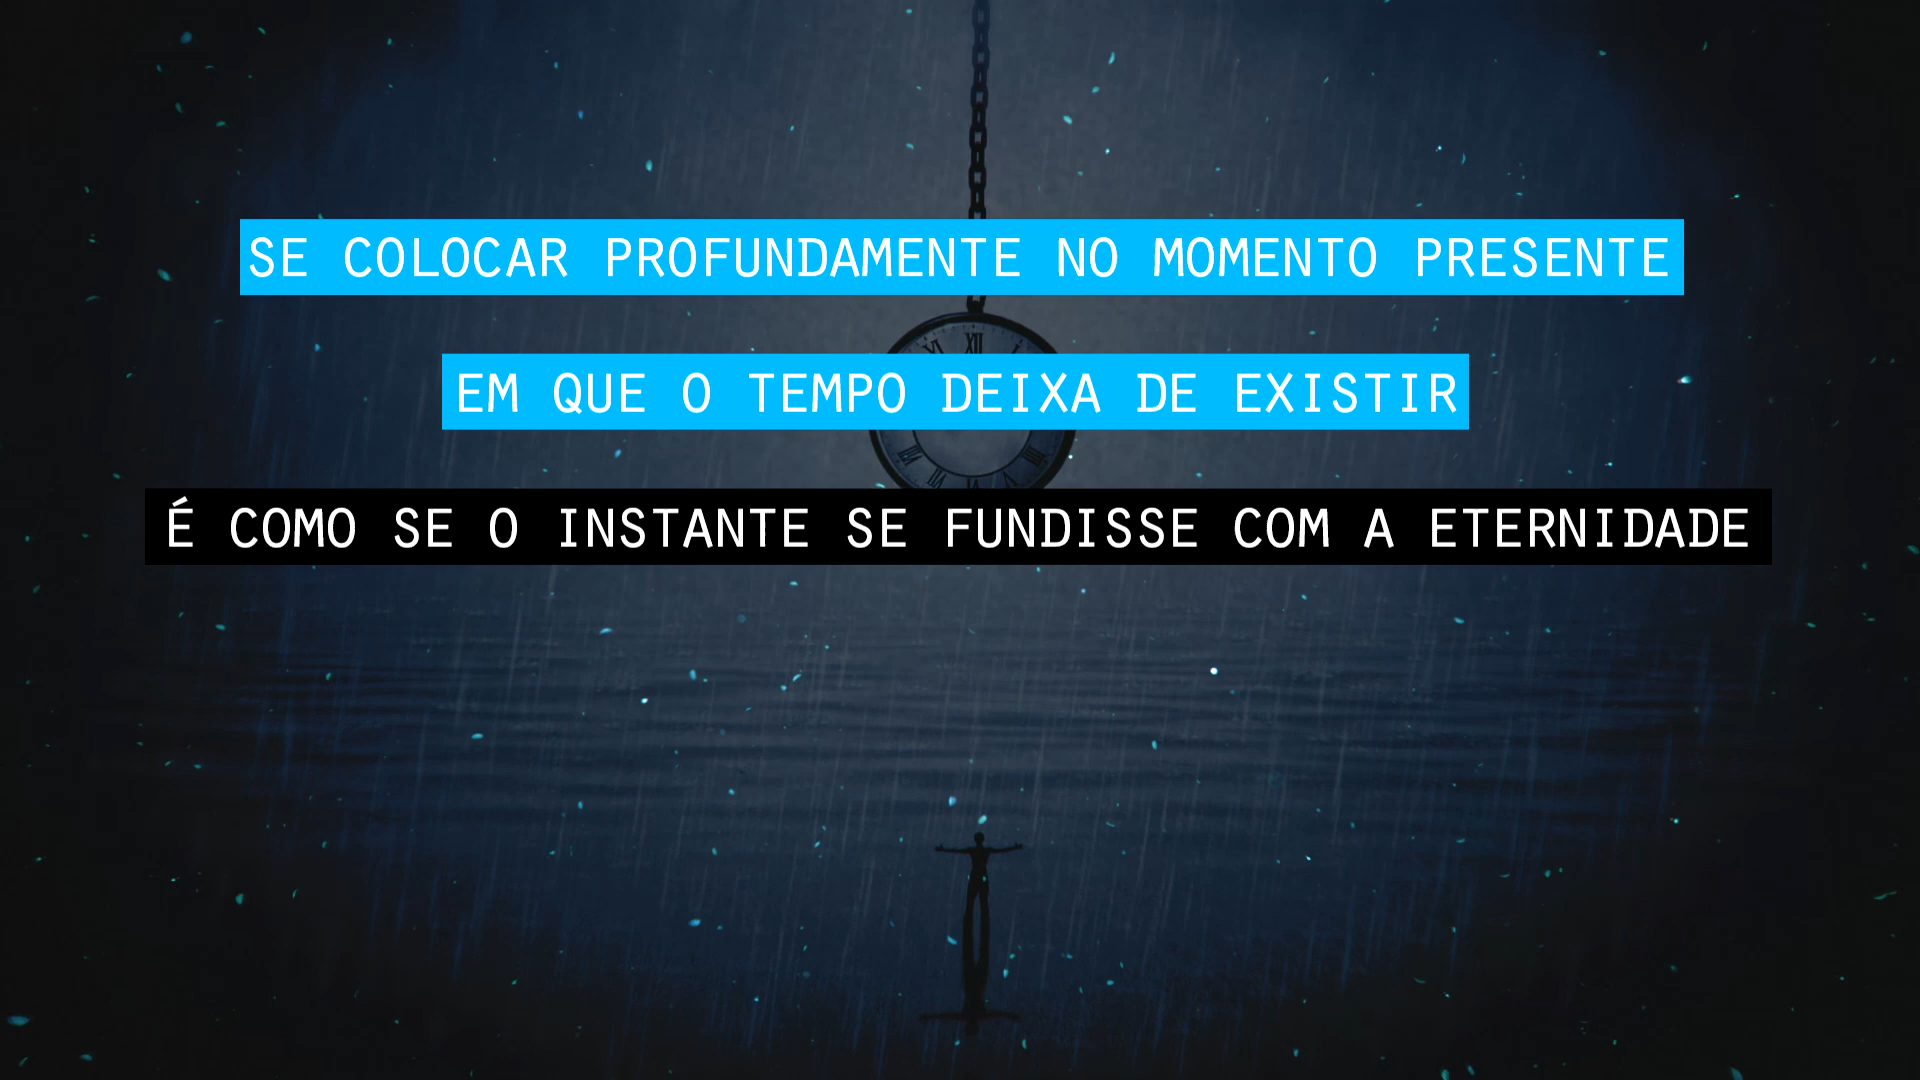 SE COLOCAR PROFUNDAMENTE NO MOMENTO PRESENTE
EM QUE O TEMPO DEIXA DE EXISTIR
É COMO SE O INSTANTE SE FUNDISSE COM A ETERNIDADE